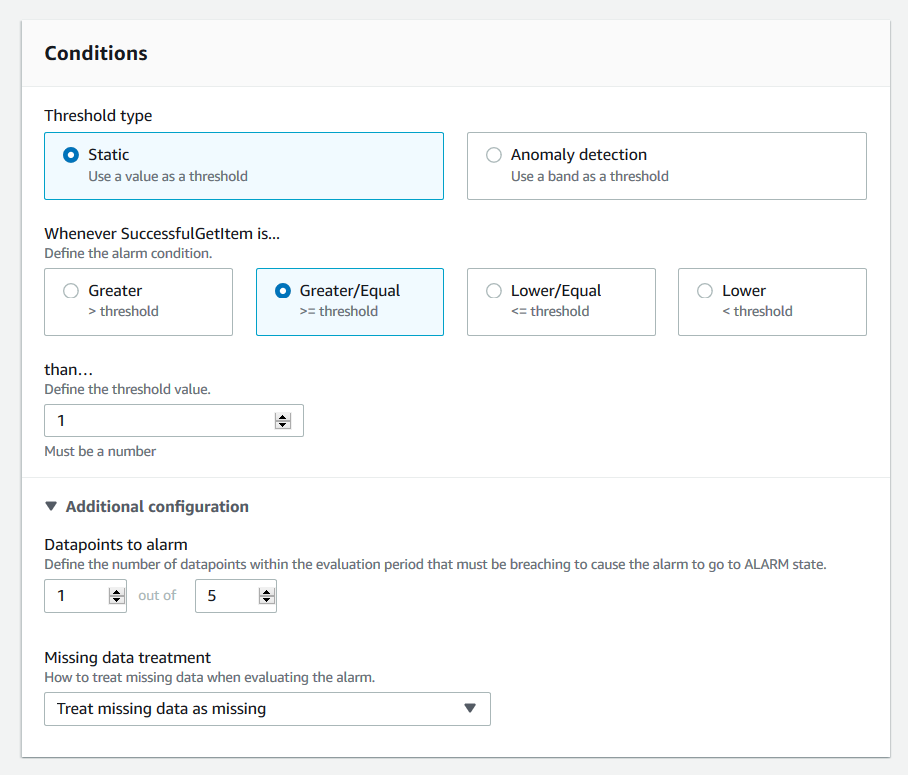 Conditions
Threshold type
Static
Use a value as a threshold
Anomaly detection
Use a band as a threshold
Whenever SuccessfulGetItem is...
Define the alarm condition.
Greater
> threshold
Greater/Equal
>= threshold
Lower/Equal
<= threshold
Lower
< threshold
than…
Define the threshold value.
1
Must be a number
Additional configuration
Datapoints to alarm
Define the number of datapoints within the evaluation period that must be breaching to cause the alarm to go to ALARM state.
1 out of 5
Missing data treatment
How to treat missing data when evaluating the alarm.
Treat missing data as missing